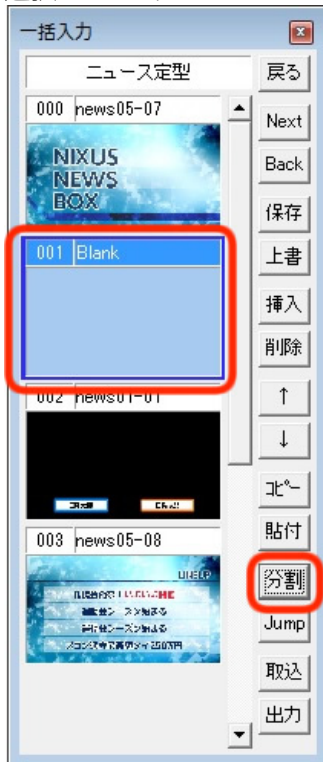 一括入力
ニュース定型
戻る
000 news05-07
Next
NIXUS
NEWS
BOX
Back
保存
001 Blank
上書
挿入
削除
002 news01-01
↑
↓
ｺﾋﾟｰ
貼付
003 news05-08
分割
LINEUP
Jump
取込
出力